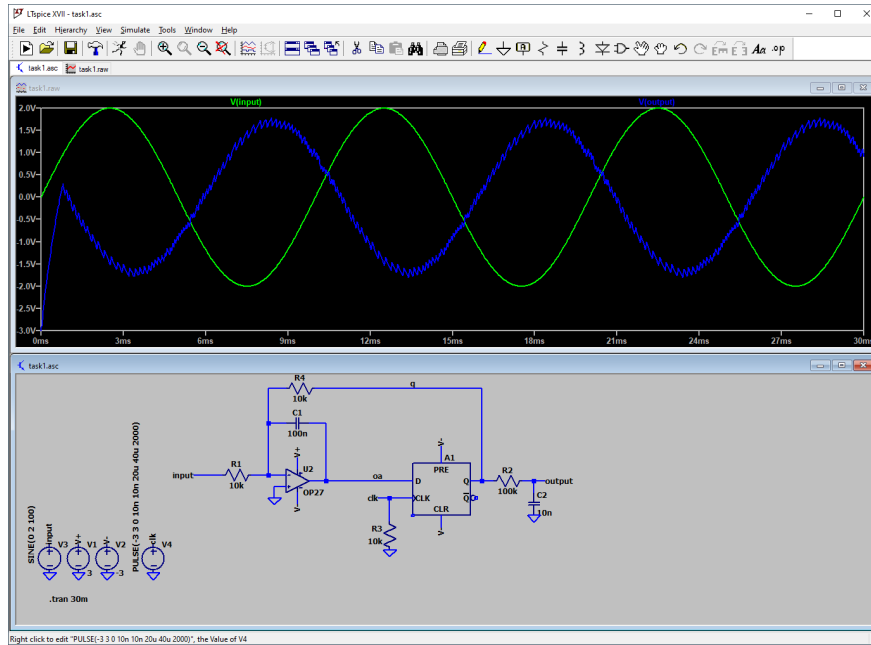 LTspice XVII - task1.asc
File Edit Hierarchy View Simulate Tools Window Help
task1.asc task1.raw
task1.raw
V(input) V(output)
2.0V
1.5V
1.0V
0.5V
0.0V
-0.5V
-1.0V
-1.5V
-2.0V
-2.5V
-3.0V
0ms 3ms 6ms 9ms 12ms 15ms 18ms 21ms 24ms 27ms 30ms
task1.asc
R4
10k
q
C1
100n
input
R1
10k
V+
U2
OP27
V-
oa
V-
A1
PRE
D
Q
clk
CLK
Q
CLR
V-
R3
10k
R2
100k
output
C2
10n
SINE(0 2 100)
input
V3
V+
V1
3
V-
V2
-3
PULSE(-3 3 0 10n 10n 20u 40u 2000)
clk
V4
.tran 30m
Right click to edit "PULSE(-3 3 0 10n 10n 20u 40u 2000)", the Value of V4